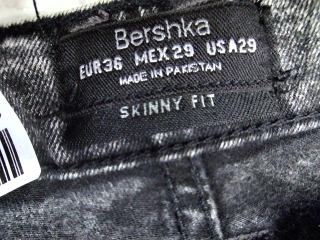 Bershka
EUR36 MEX29 USA29
MADE IN PAKISTAN
SKINNY FIT